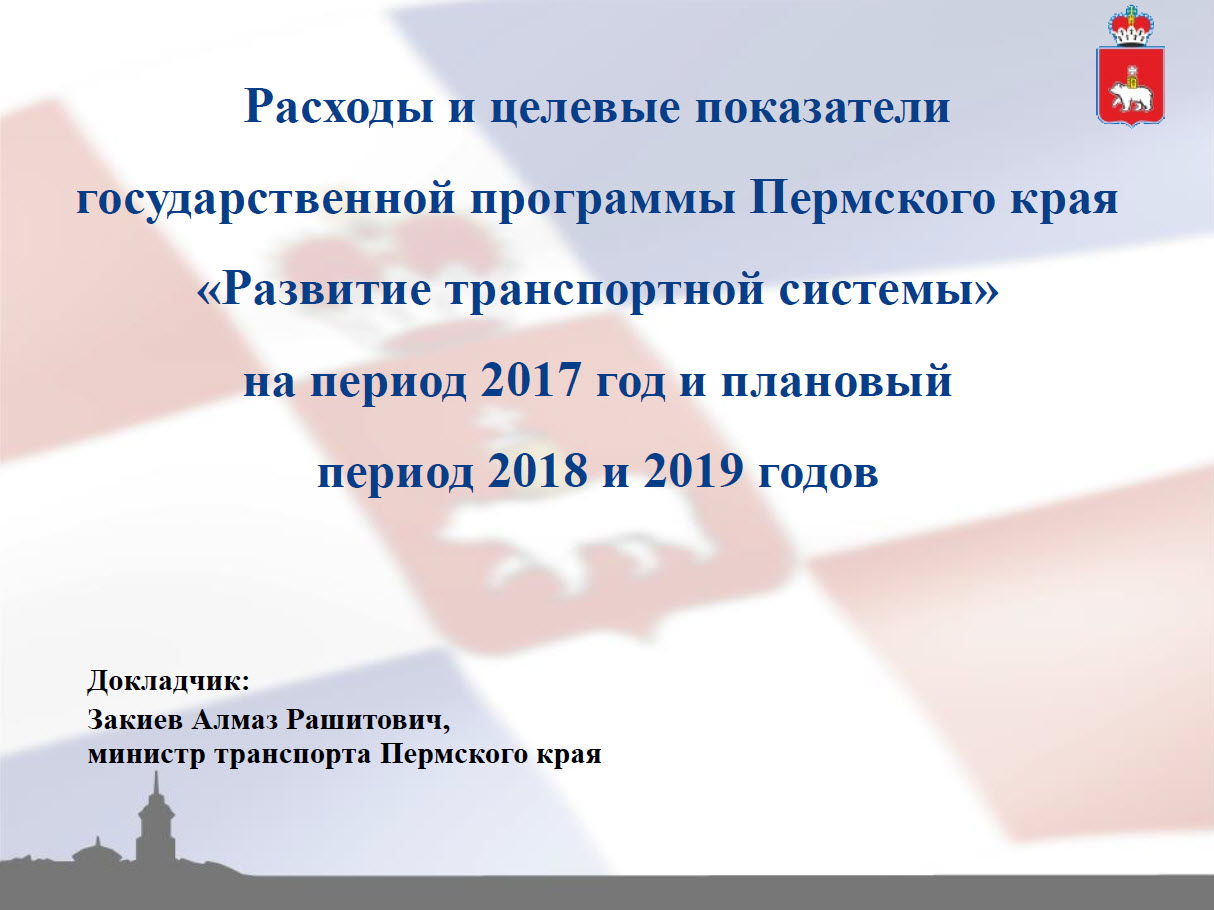 Расходы и целевые показатели
государственной программы Пермского края
«Развитие транспортной системы»
на период 2017 год и плановый
период 2018 и 2019 годов
Докладчик:
Закиев Алмаз Рашитович,
министр транспорта Пермского края